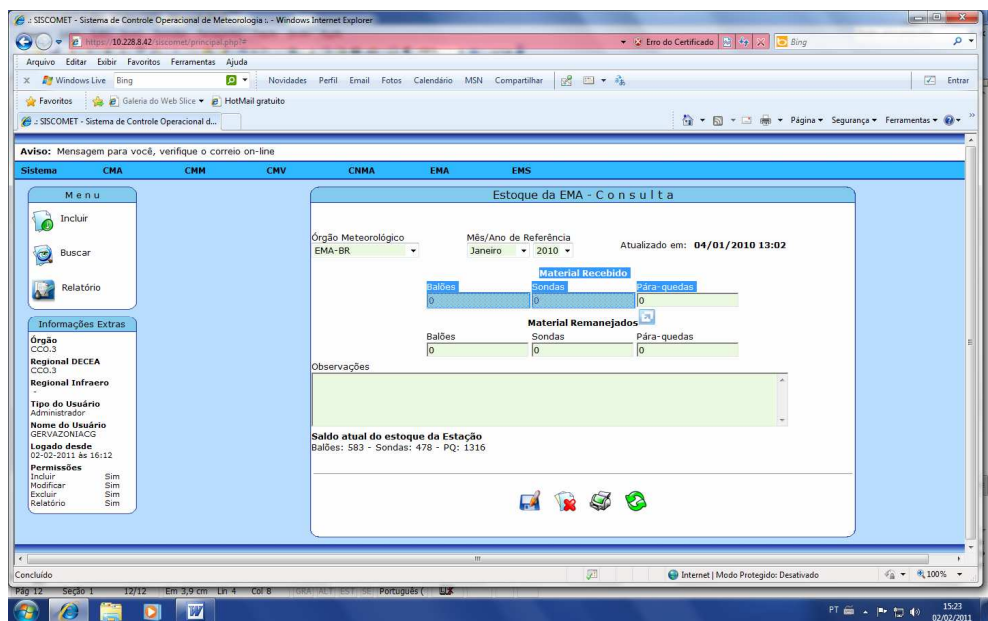 .: SISCOMET - Sistema de Controle Operacional de Meteorologia :. - Windows Internet Explorer
https://10.228.8.42/siscomet/principal.php?# Erro do Certificado Bing
Arquivo Editar Exibir Favoritos Ferramentas Ajuda
X Windows Live Bing Novidades Perfil Email Fotos Calendário MSN Compartilhar Entrar
Favoritos Galeria do Web Slice HotMail gratuito
.: SISCOMET - Sistema de Controle Operacional d... Página Segurança Ferramentas
Aviso: Mensagem para você, verifique o correio on-line
Sistema CMA CMM CMV CNMA EMA EMS
M e n u
Incluir
Buscar
Relatório
Informações Extras
Órgão
CCO.3
Regional DECEA
CCO.3
Regional Infraero
-
Tipo do Usuário
Administrador
Nome do Usuário
GERVAZONIACG
Logado desde
02-02-2011 às 16:12
Permissões
Incluir Sim
Modificar Sim
Excluir Sim
Relatório Sim
Estoque da EMA - C o n s u l t a
Órgão Meteorológico Mês/Ano de Referência
EMA-BR Janeiro 2010 Atualizado em: 04/01/2010 13:02
Material Recebido
Balões Sondas Pára-quedas
0 0 0
Material Remanejados
Balões Sondas Pára-quedas
0 0 0
Observações
Saldo atual do estoque da Estação
Balões: 583 - Sondas: 478 - PQ: 1316
Concluído Internet | Modo Protegido: Desativado 100%
Pág 12 Seção 1 12/12 Em 3,9 cm Lin 4 Col 8 GRA ALT EST SE Português (
PT 15:23
02/02/2011